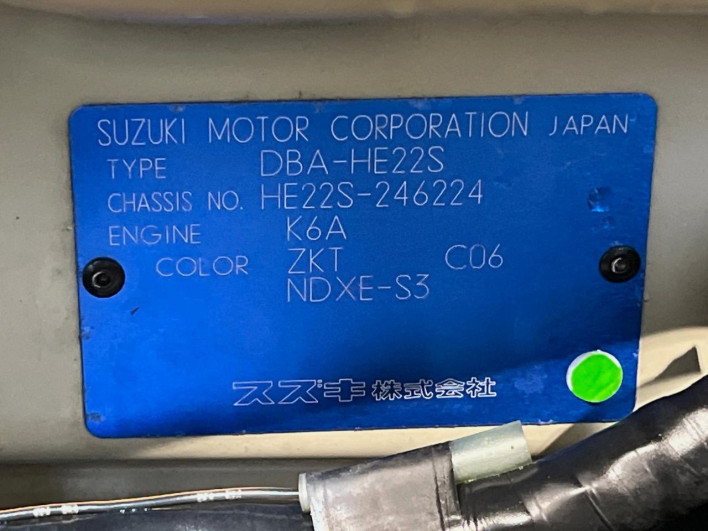 SUZUKI MOTOR CORPORATION JAPAN
TYPE DBA-HE22S
CHASSIS NO. HE22S-246224
ENGINE K6A
COLOR ZKT C06
NDXE-S3
スズキ株式会社